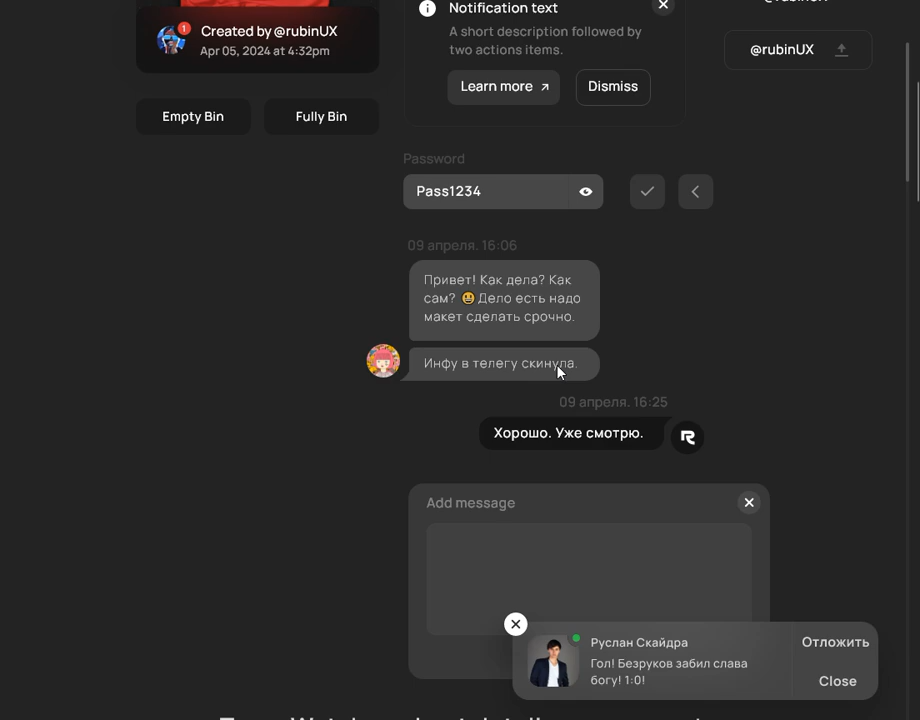 Notification text
A short description followed by
two actions items.
Learn more
Dismiss
@rubinUX
Created by @rubinUX
1
Apr 05, 2024 at 4:32pm
Empty Bin
Fully Bin
Password
Pass1234
09 апреля. 16:06
Привет! Как дела? Как
сам? 😃 Дело есть надо
макет сделать срочно.
Инфу в телегу скинула.
09 апреля. 16:25
Хорошо. Уже смотрю.
Add message
Руслан Скайдра
Гол! Безруков забил слава
богу! 1:0!
Отложить
Close